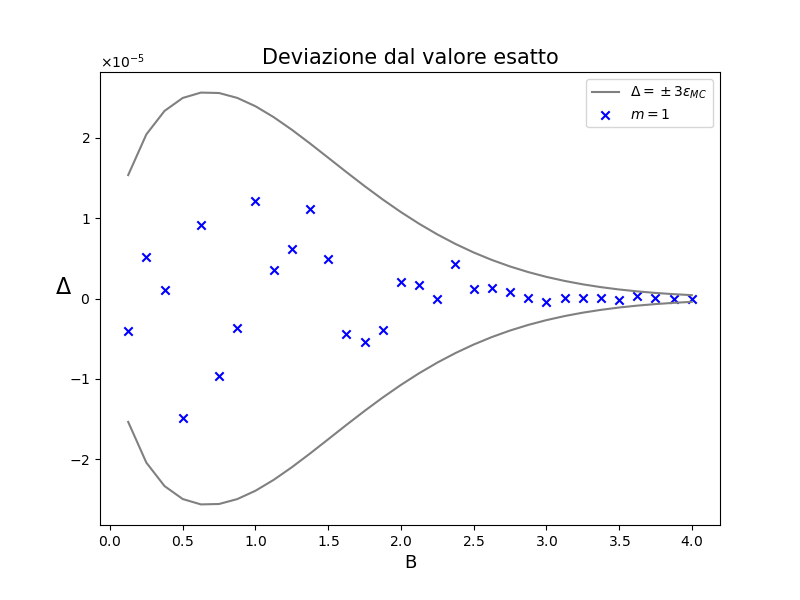 Deviazione dal valore esatto
×10⁻⁵
Δ = ±3ε_MC
m = 1
2
1
0
−1
−2
Δ
0.0 0.5 1.0 1.5 2.0 2.5 3.0 3.5 4.0
B